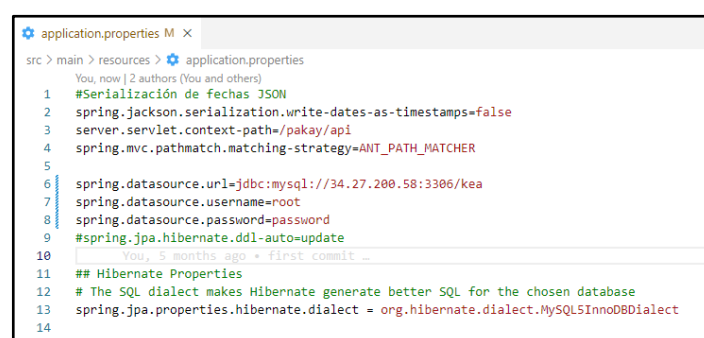 application.properties M ×
src > main > resources > application.properties
You, now | 2 authors (You and others)
1 #Serialización de fechas JSON
2 spring.jackson.serialization.write-dates-as-timestamps=false
3 server.servlet.context-path=/pakay/api
4 spring.mvc.pathmatch.matching-strategy=ANT_PATH_MATCHER
5
6 spring.datasource.url=jdbc:mysql://34.27.200.58:3306/kea
7 spring.datasource.username=root
8 spring.datasource.password=password
9 #spring.jpa.hibernate.ddl-auto=update
10 You, 5 months ago • first commit …
11 ## Hibernate Properties
12 # The SQL dialect makes Hibernate generate better SQL for the chosen database
13 spring.jpa.properties.hibernate.dialect = org.hibernate.dialect.MySQL5InnoDBDialect
14